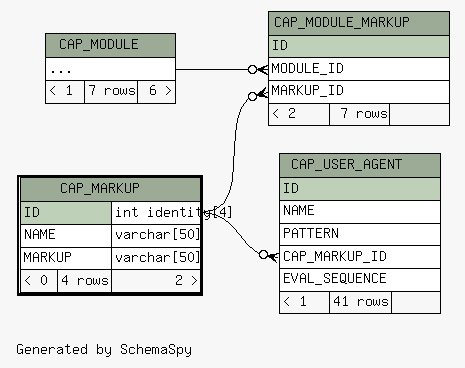 CAP_MODULE
...
< 1 7 rows 6 >
CAP_MODULE_MARKUP
ID
MODULE_ID
MARKUP_ID
< 2 7 rows
CAP_MARKUP
ID int identity[4]
NAME varchar[50]
MARKUP varchar[50]
< 0 4 rows 2 >
CAP_USER_AGENT
ID
NAME
PATTERN
CAP_MARKUP_ID
EVAL_SEQUENCE
< 1 41 rows
Generated by SchemaSpy